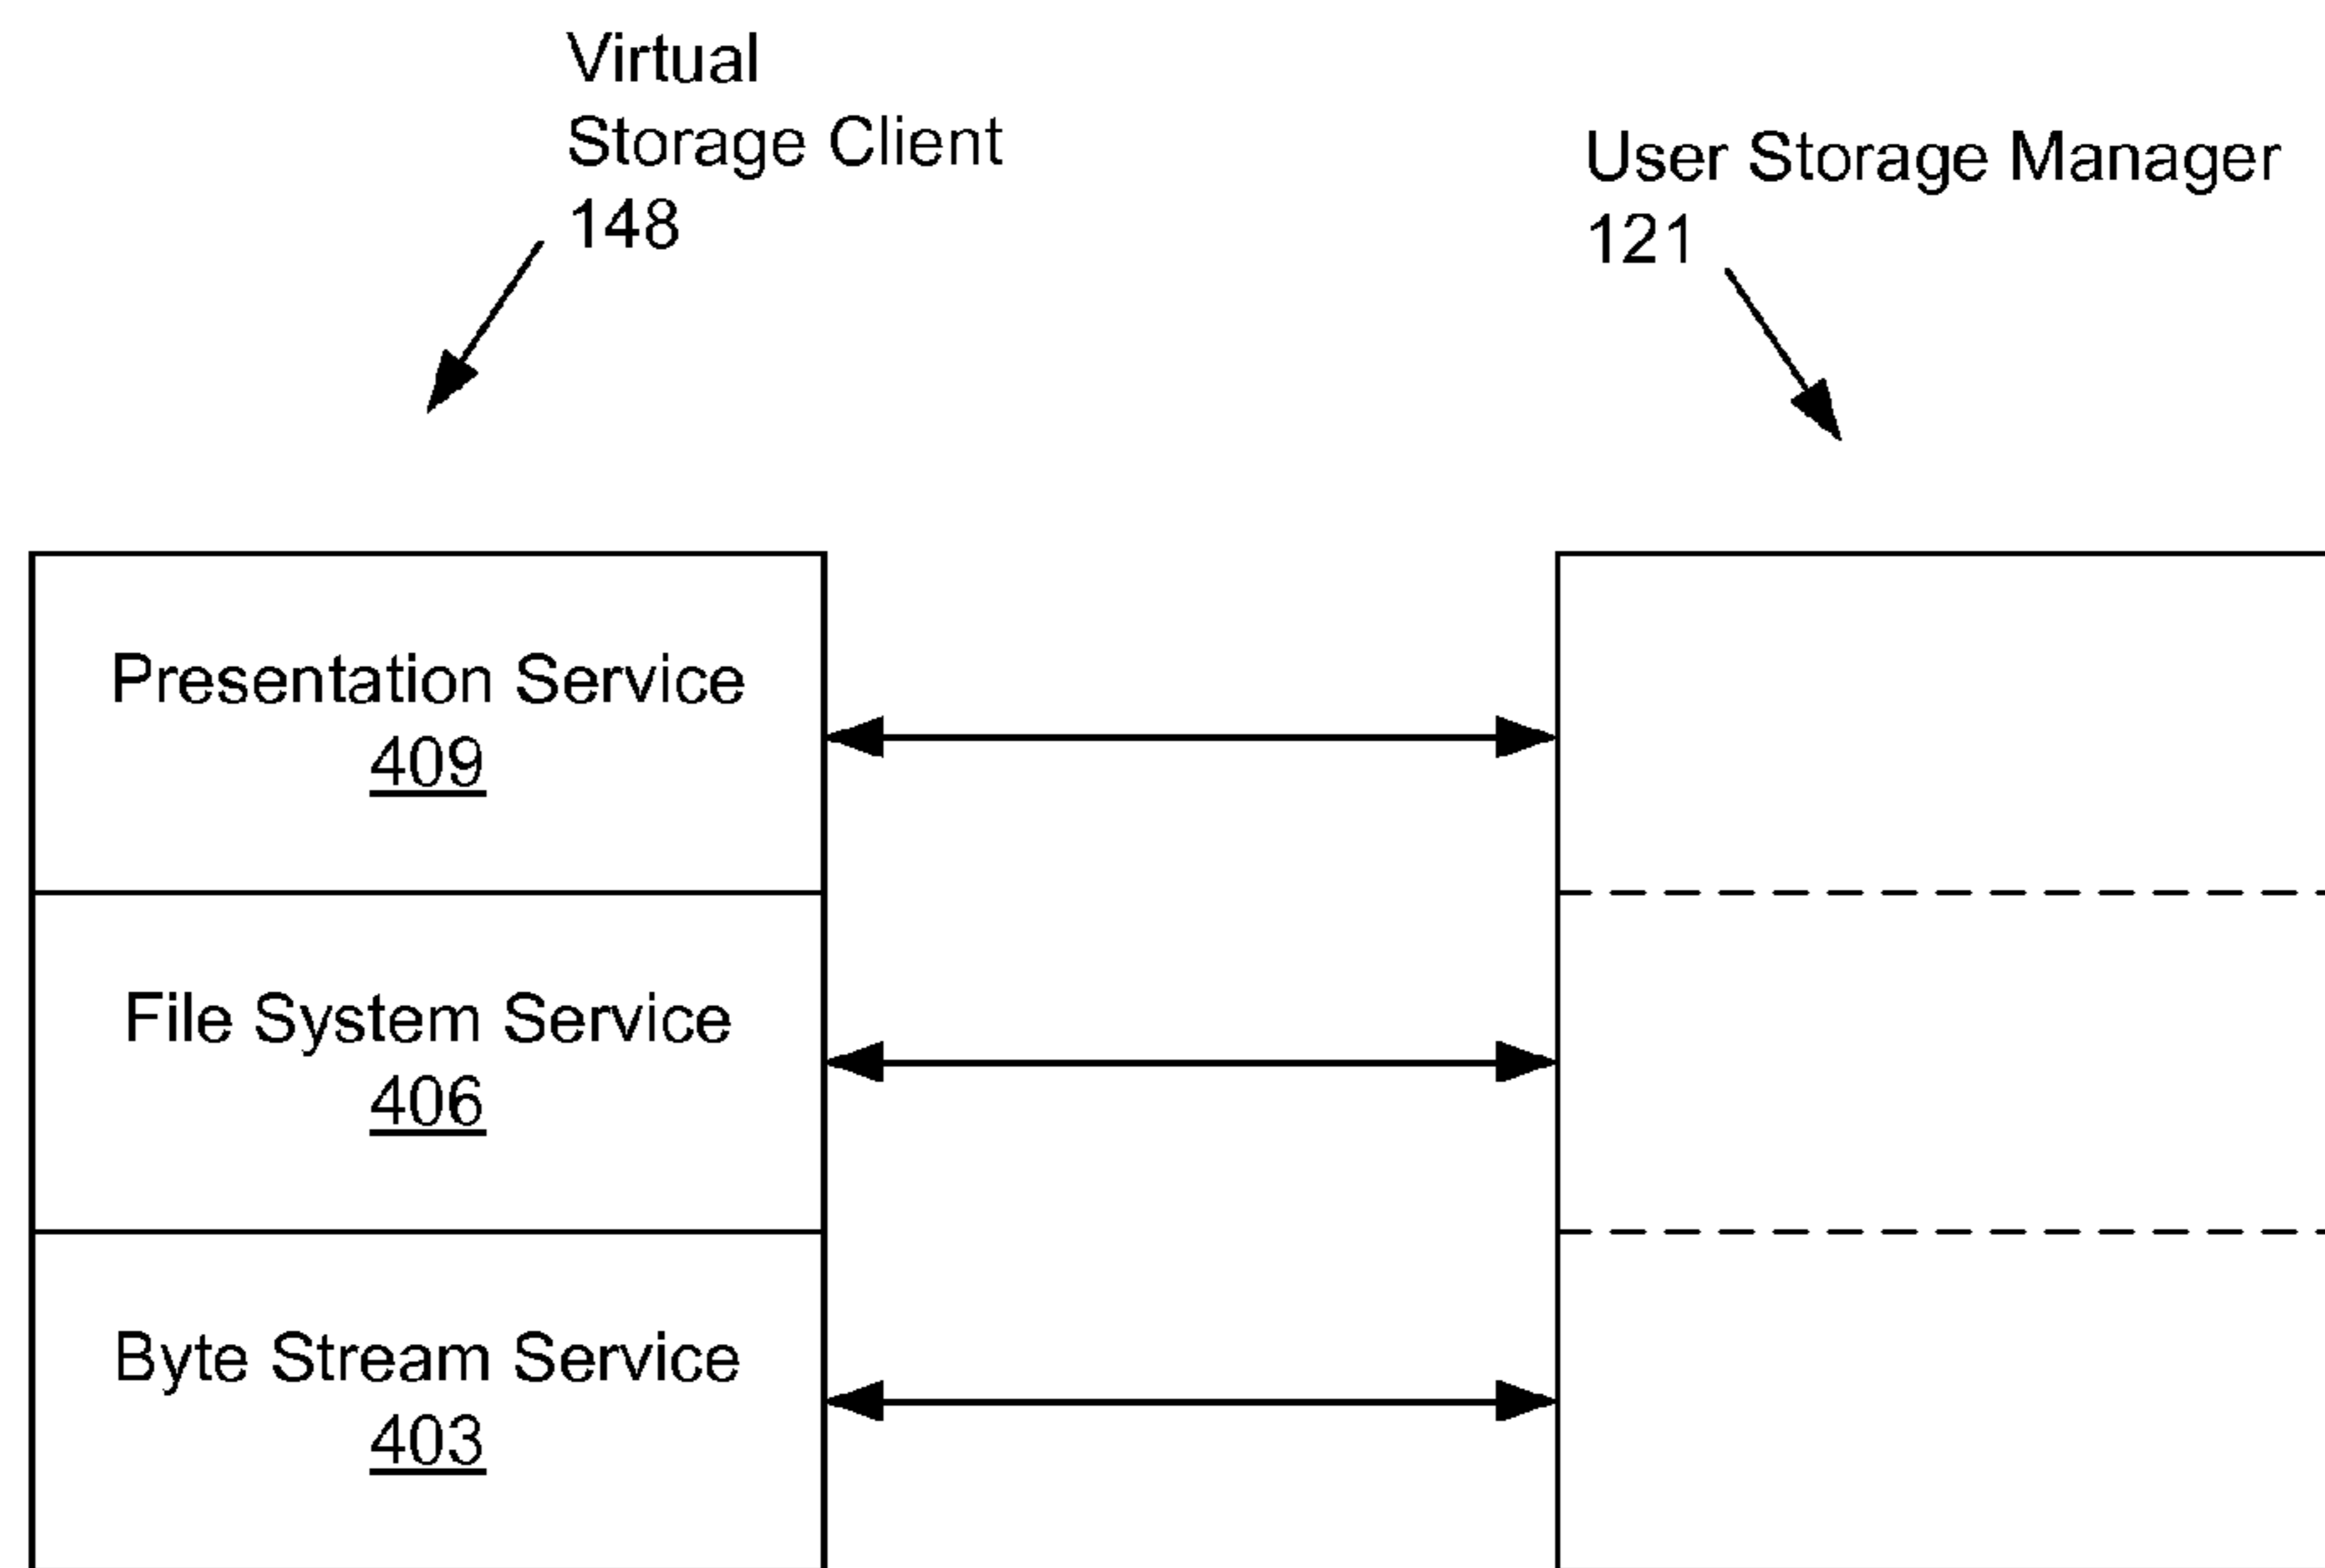 Virtual
Storage Client
148
User Storage Manager
121
Presentation Service
409
File System Service
406
Byte Stream Service
403